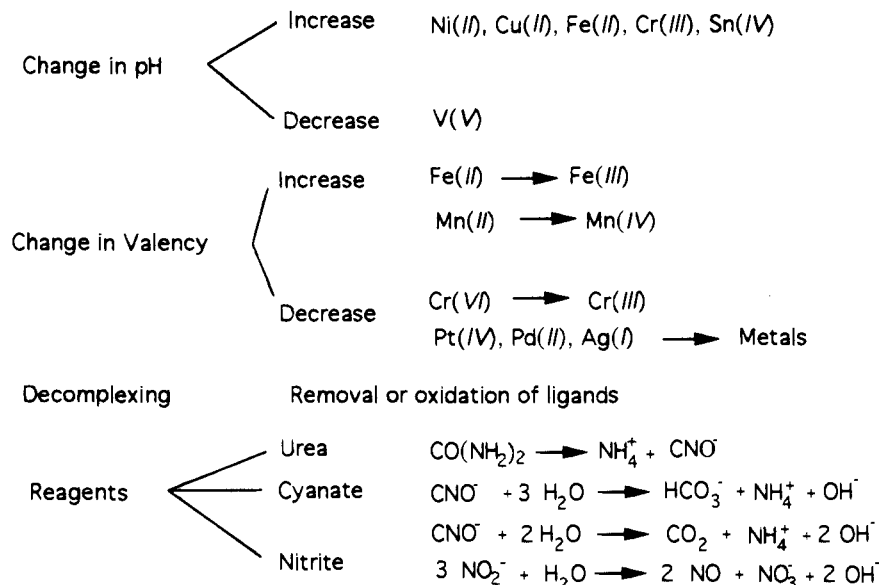 Increase Ni(II), Cu(II), Fe(II), Cr(III), Sn(IV)
Change in pH
Decrease V(V)
Increase Fe(II) → Fe(III)
Mn(II) → Mn(IV)
Change in Valency
Decrease Cr(VI) → Cr(III)
Pt(IV), Pd(II), Ag(I) → Metals
Decomplexing Removal or oxidation of ligands
Urea CO(NH₂)₂ → NH₄⁺ + CNO⁻
Reagents Cyanate CNO⁻ + 3 H₂O → HCO₃⁻ + NH₄⁺ + OH⁻
CNO⁻ + 2 H₂O → CO₂ + NH₄⁺ + 2 OH⁻
Nitrite 3 NO₂⁻ + H₂O → 2 NO + NO₃⁻ + 2 OH⁻